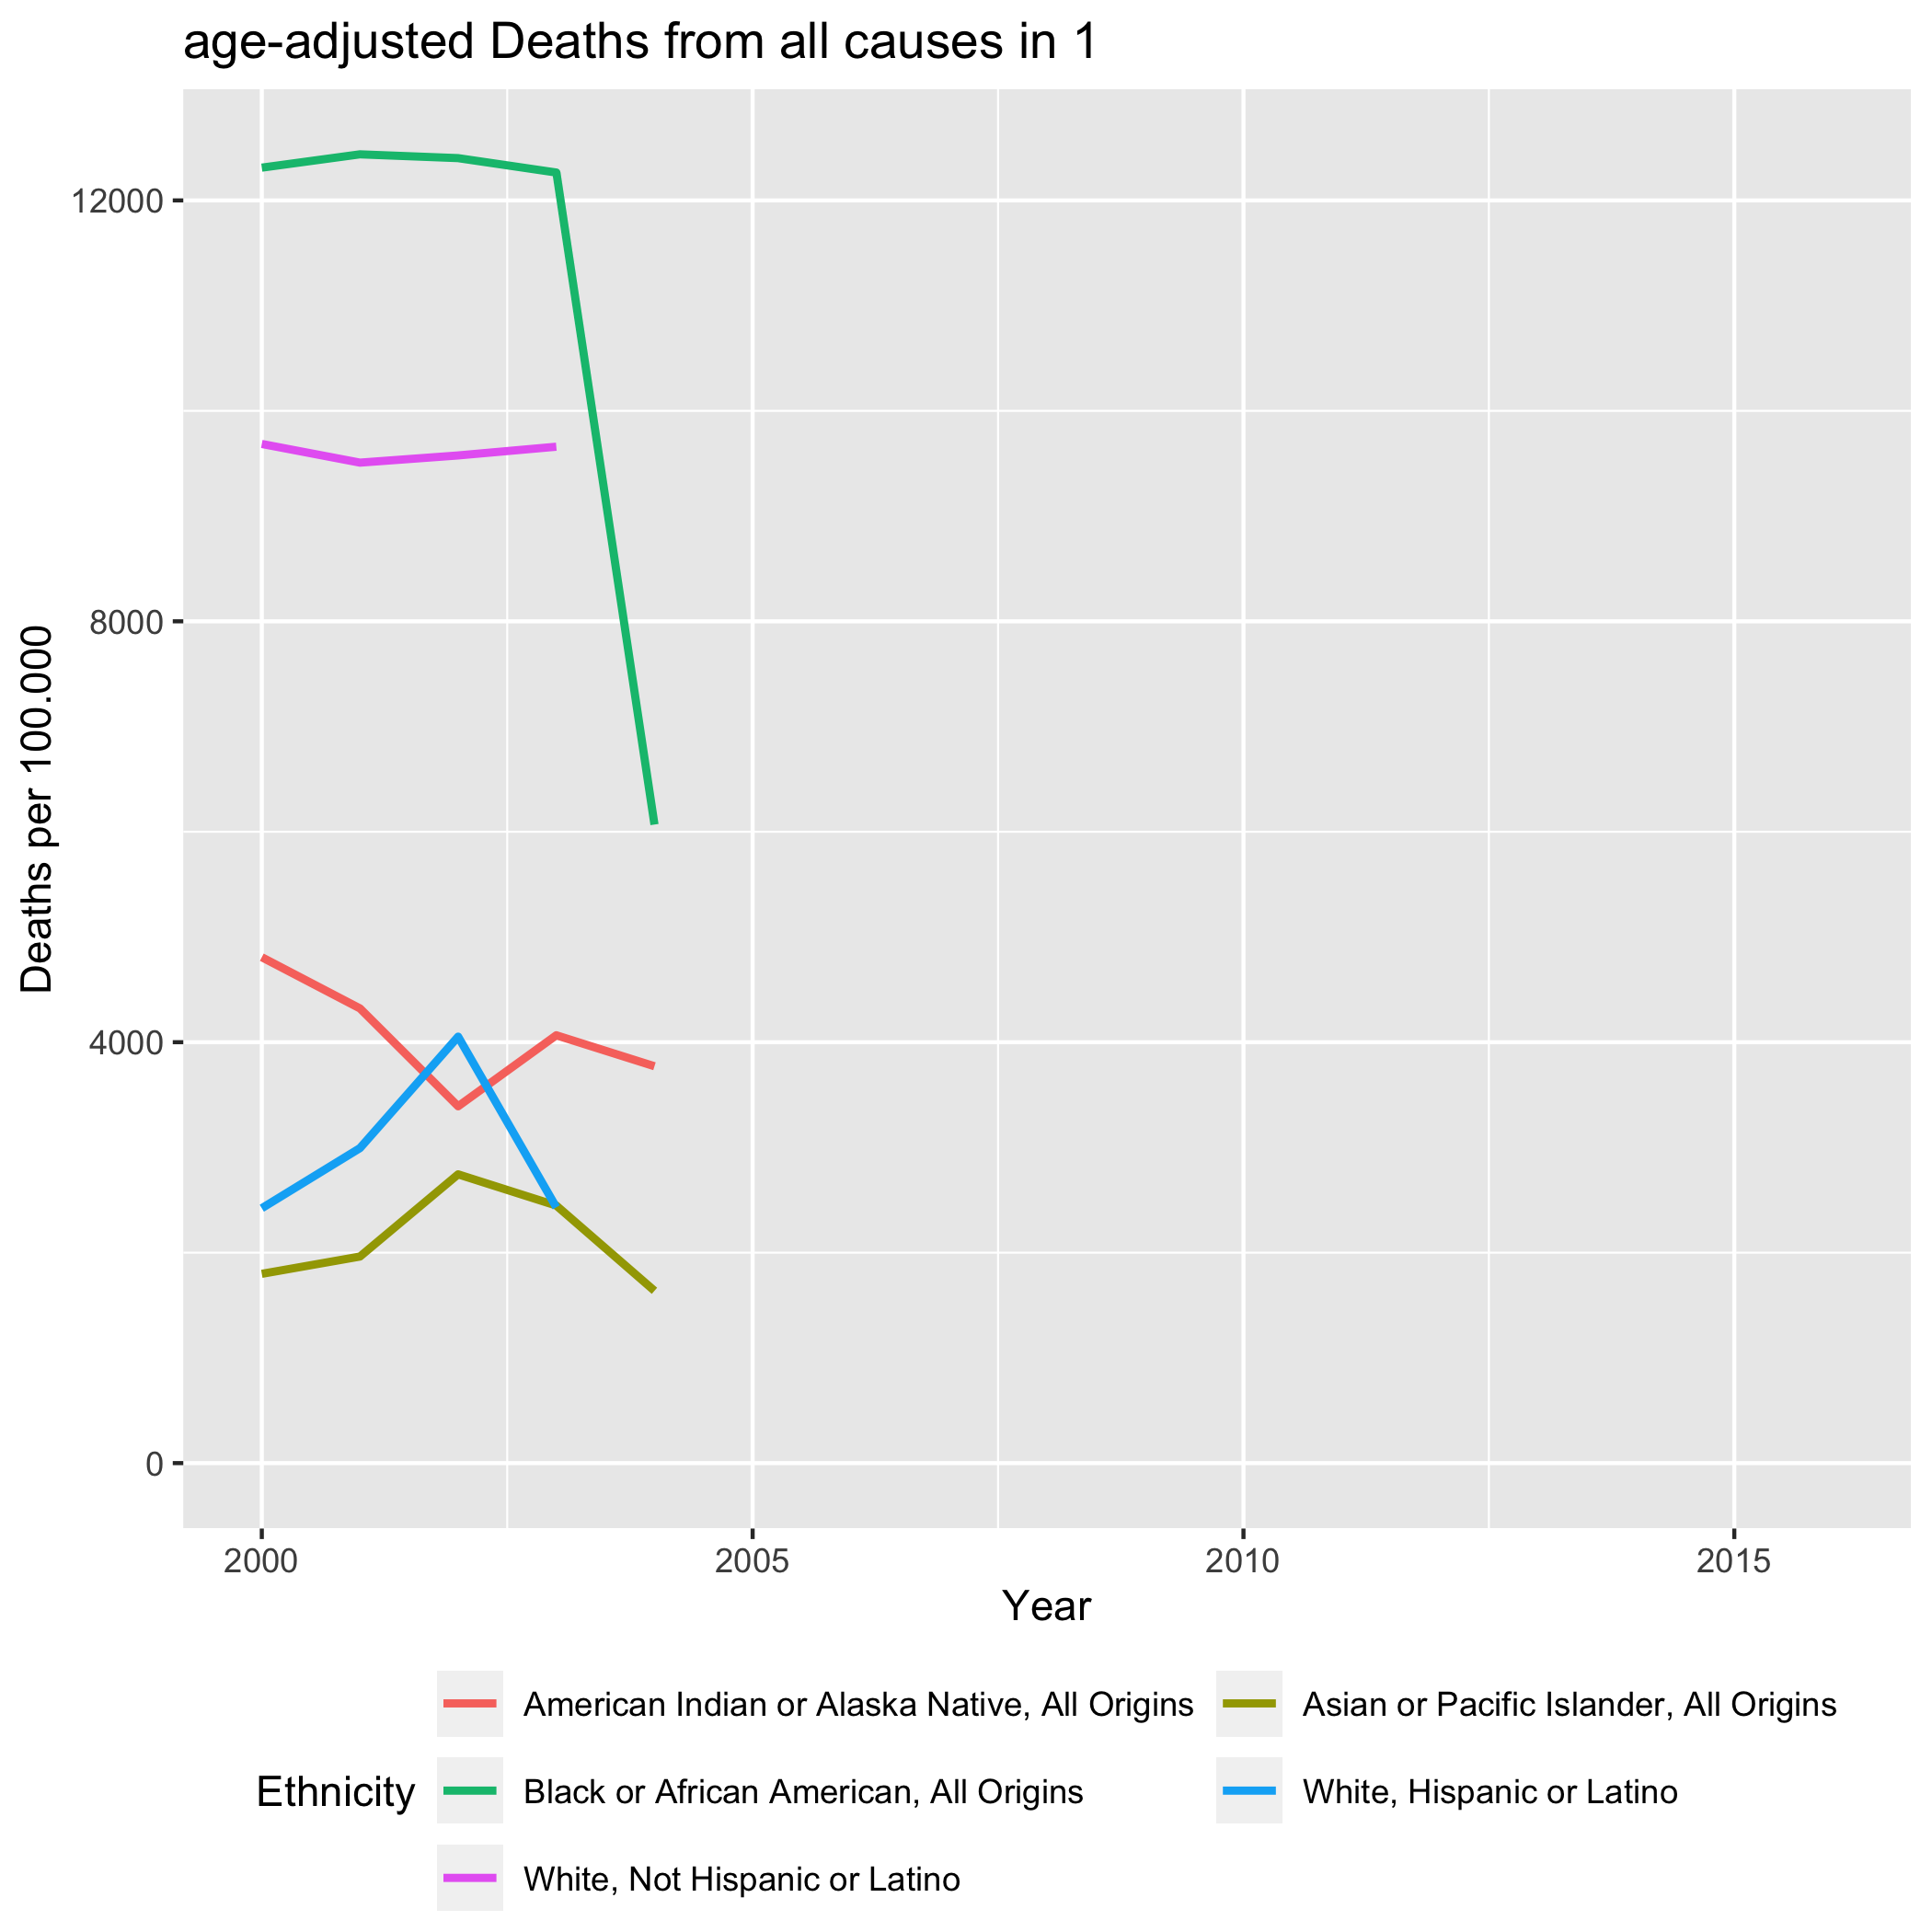 age-adjusted Deaths from all causes in 1
Deaths per 100.000
12000
8000
4000
0
2000 2005 2010 2015
Year
Ethnicity
American Indian or Alaska Native, All Origins Asian or Pacific Islander, All Origins
Black or African American, All Origins White, Hispanic or Latino
White, Not Hispanic or Latino